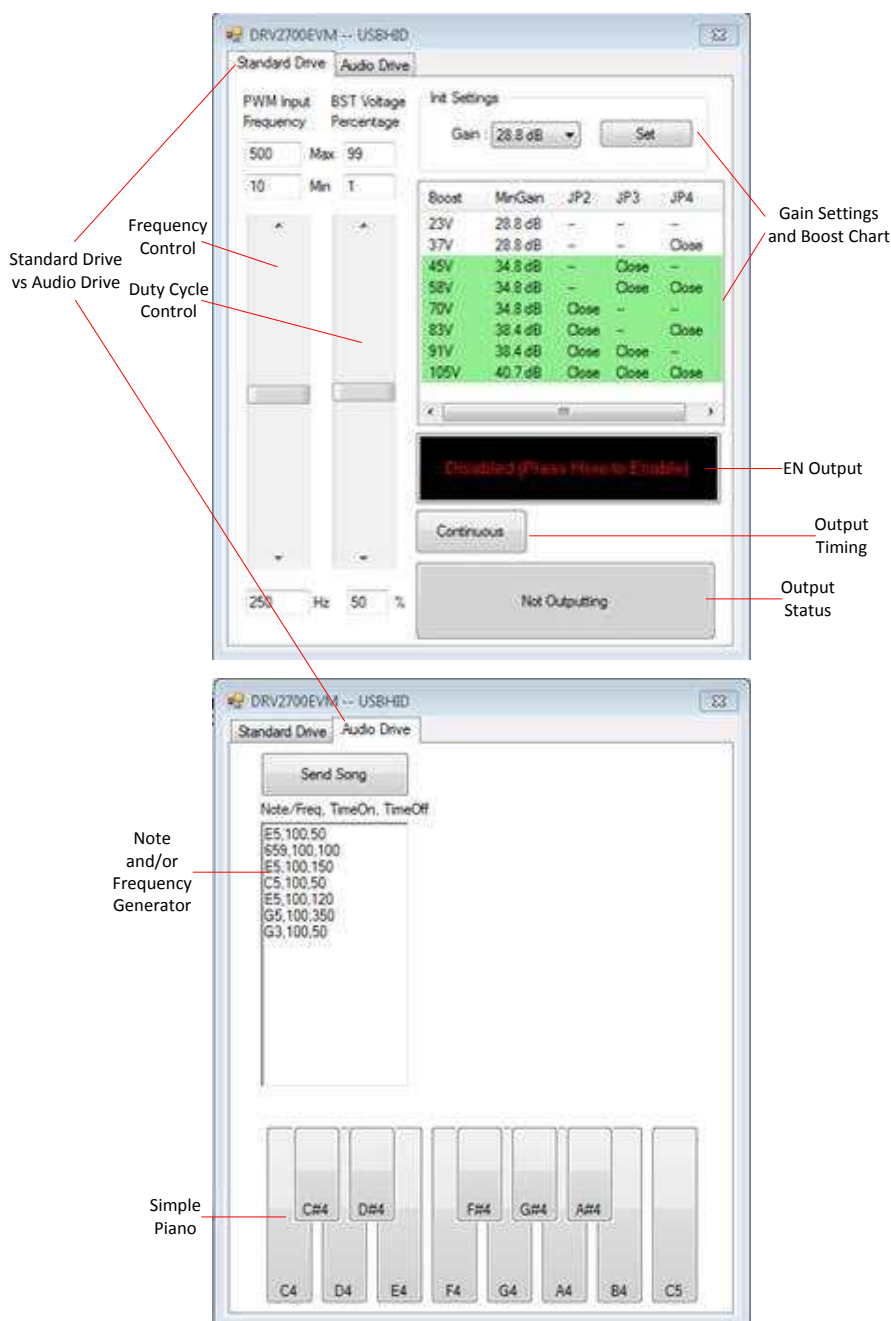 DRV2700EVM -- USBHID
Standard Drive Audio Drive
PWM Input Frequency
BST Voltage Percentage
500 Max 99
10 Min 1
Init Settings
Gain : 28.8 dB Set
Boost MinGain JP2 JP3 JP4
23V 28.8 dB -- -- --
37V 28.8 dB -- -- Close
45V 34.8 dB -- Close --
58V 34.8 dB -- Close Close
70V 34.8 dB Close -- --
83V 38.4 dB Close -- Close
91V 38.4 dB Close Close --
105V 40.7 dB Close Close Close
Disabled (Press Here to Enable)
Continuous
Not Outputting
250 Hz 50 %
Standard Drive
vs Audio Drive
Frequency
Control
Duty Cycle
Control
Gain Settings
and Boost Chart
EN Output
Output
Timing
Output
Status
DRV2700EVM -- USBHID
Standard Drive Audio Drive
Send Song
Note/Freq, TimeOn, TimeOff
E5,100,50
659,100,100
E5,100,150
C5,100,50
E5,100,120
G5,100,350
G3,100,50
Note
and/or
Frequency
Generator
Simple
Piano
C#4 D#4 F#4 G#4 A#4
C4 D4 E4 F4 G4 A4 B4 C5